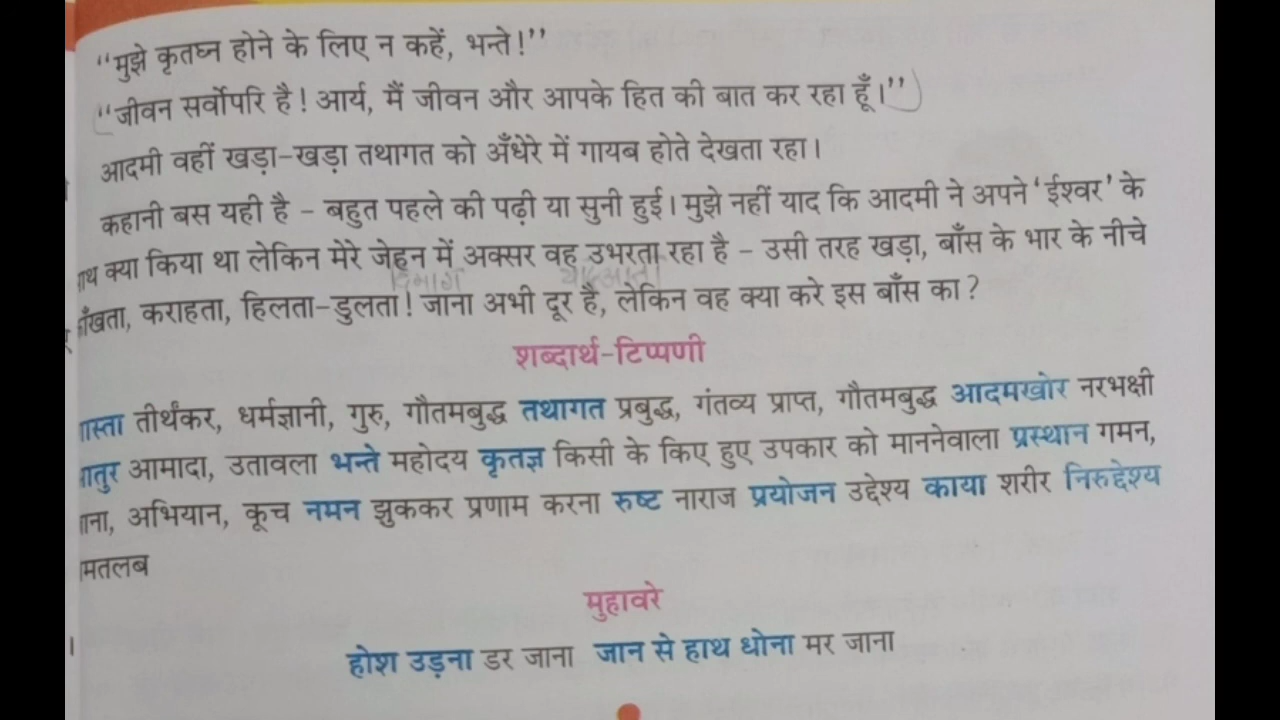 “मुझे कृतघ्न होने के लिए न कहें, भन्ते!”
“जीवन सर्वोपरि है! आर्य, मैं जीवन और आपके हित की बात कर रहा हूँ।”
आदमी वहीं खड़ा-खड़ा तथागत को अँधेरे में गायब होते देखता रहा।
कहानी बस यही है - बहुत पहले की पढ़ी या सुनी हुई। मुझे नहीं याद कि आदमी ने अपने ‘ईश्वर’ के
ाथ क्या किया था लेकिन मेरे जेहन में अक्सर वह उभरता रहा है - उसी तरह खड़ा, बाँस के भार के नीचे
ाँखता, कराहता, हिलता-डुलता! जाना अभी दूर है, लेकिन वह क्या करे इस बाँस का?
शब्दार्थ-टिप्पणी
ास्ता तीर्थंकर, धर्मज्ञानी, गुरु, गौतमबुद्ध तथागत प्रबुद्ध, गंतव्य प्राप्त, गौतमबुद्ध आदमखोर नरभक्षी
ातुर आमादा, उतावला भन्ते महोदय कृतज्ञ किसी के किए हुए उपकार को माननेवाला प्रस्थान गमन,
ाना, अभियान, कूच नमन झुककर प्रणाम करना रुष्ट नाराज प्रयोजन उद्देश्य काया शरीर निरुद्देश्य
मतलब
मुहावरे
होश उड़ना डर जाना जान से हाथ धोना मर जाना